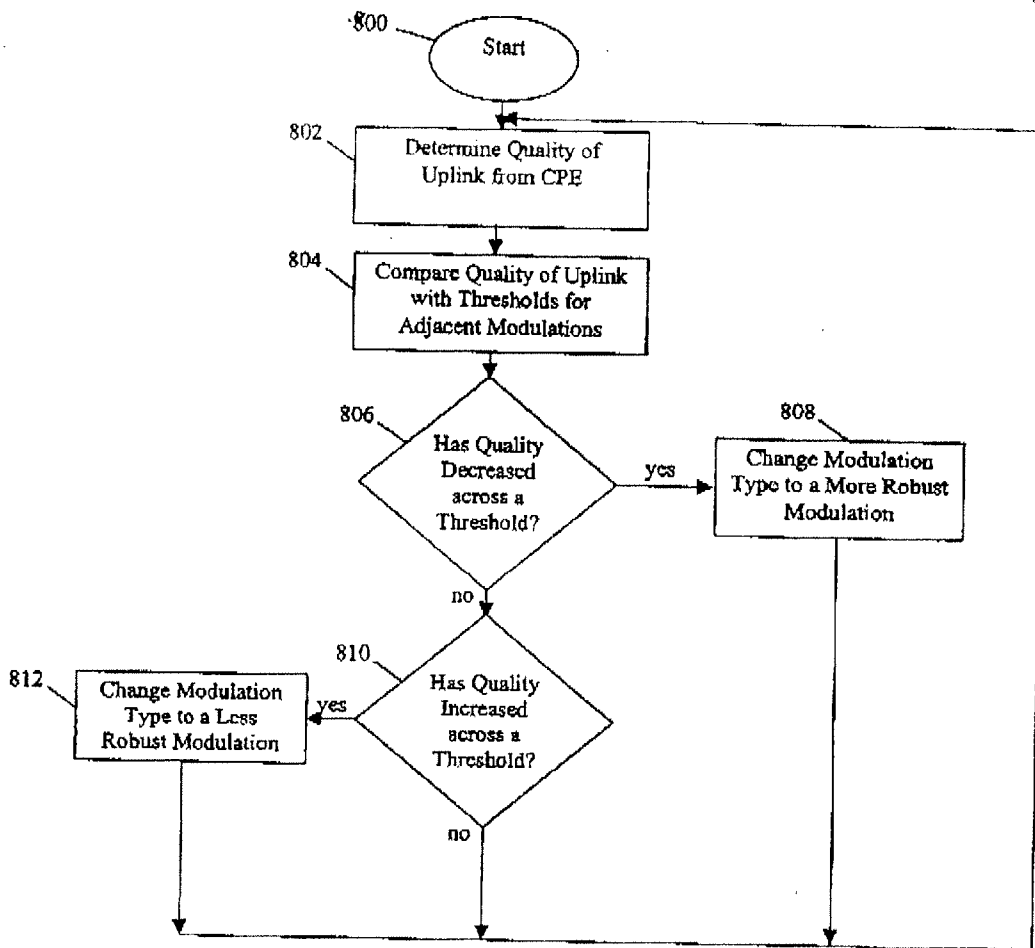 800
Start
802
Determine Quality of
Uplink from CPE
804
Compare Quality of Uplink
with Thresholds for
Adjacent Modulations
806
Has Quality
Decreased
across a
Threshold?
yes
808
Change Modulation
Type to a More Robust
Modulation
no
810
Has Quality
Increased
across a
Threshold?
yes
812
Change Modulation
Type to a Less
Robust Modulation
no